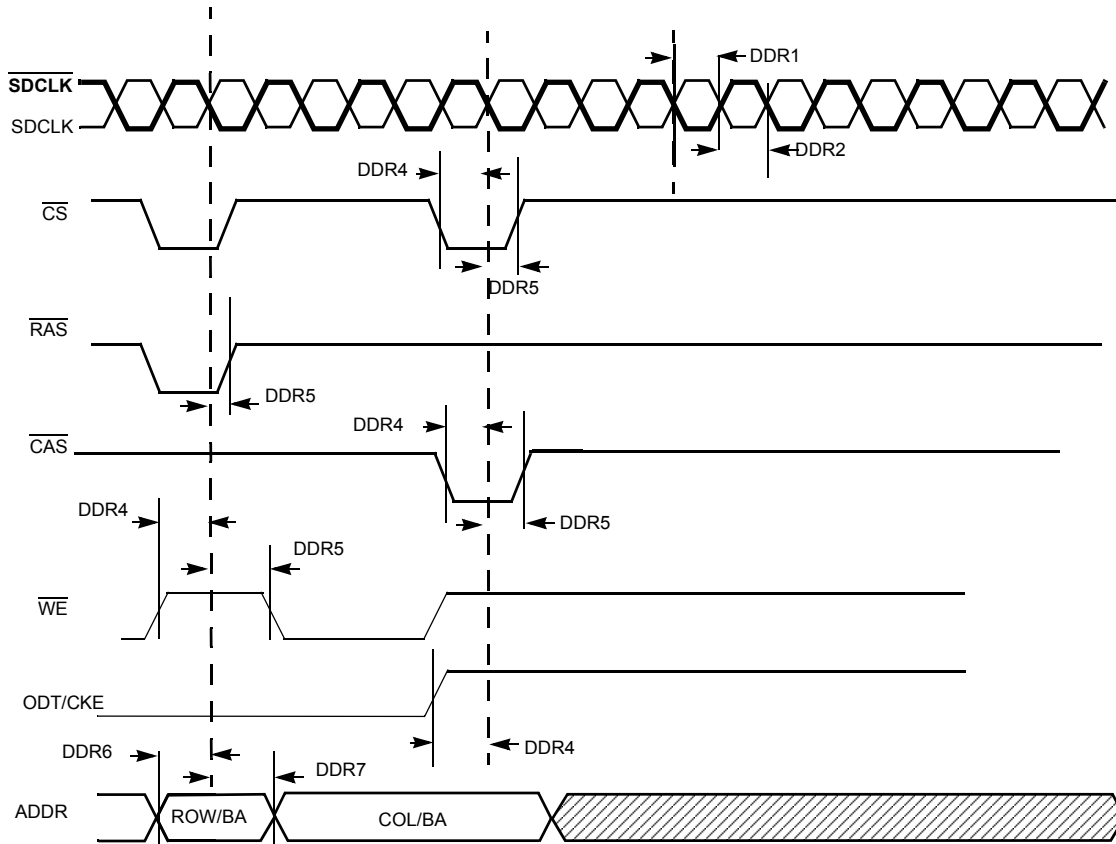 DDR1
SDCLK
SDCLK
DDR2
DDR4
CS
DDR5
RAS
DDR5
DDR4
CAS
DDR4
DDR5
DDR5
WE
ODT/CKE
DDR4
DDR6
DDR7
ADDR
ROW/BA
COL/BA